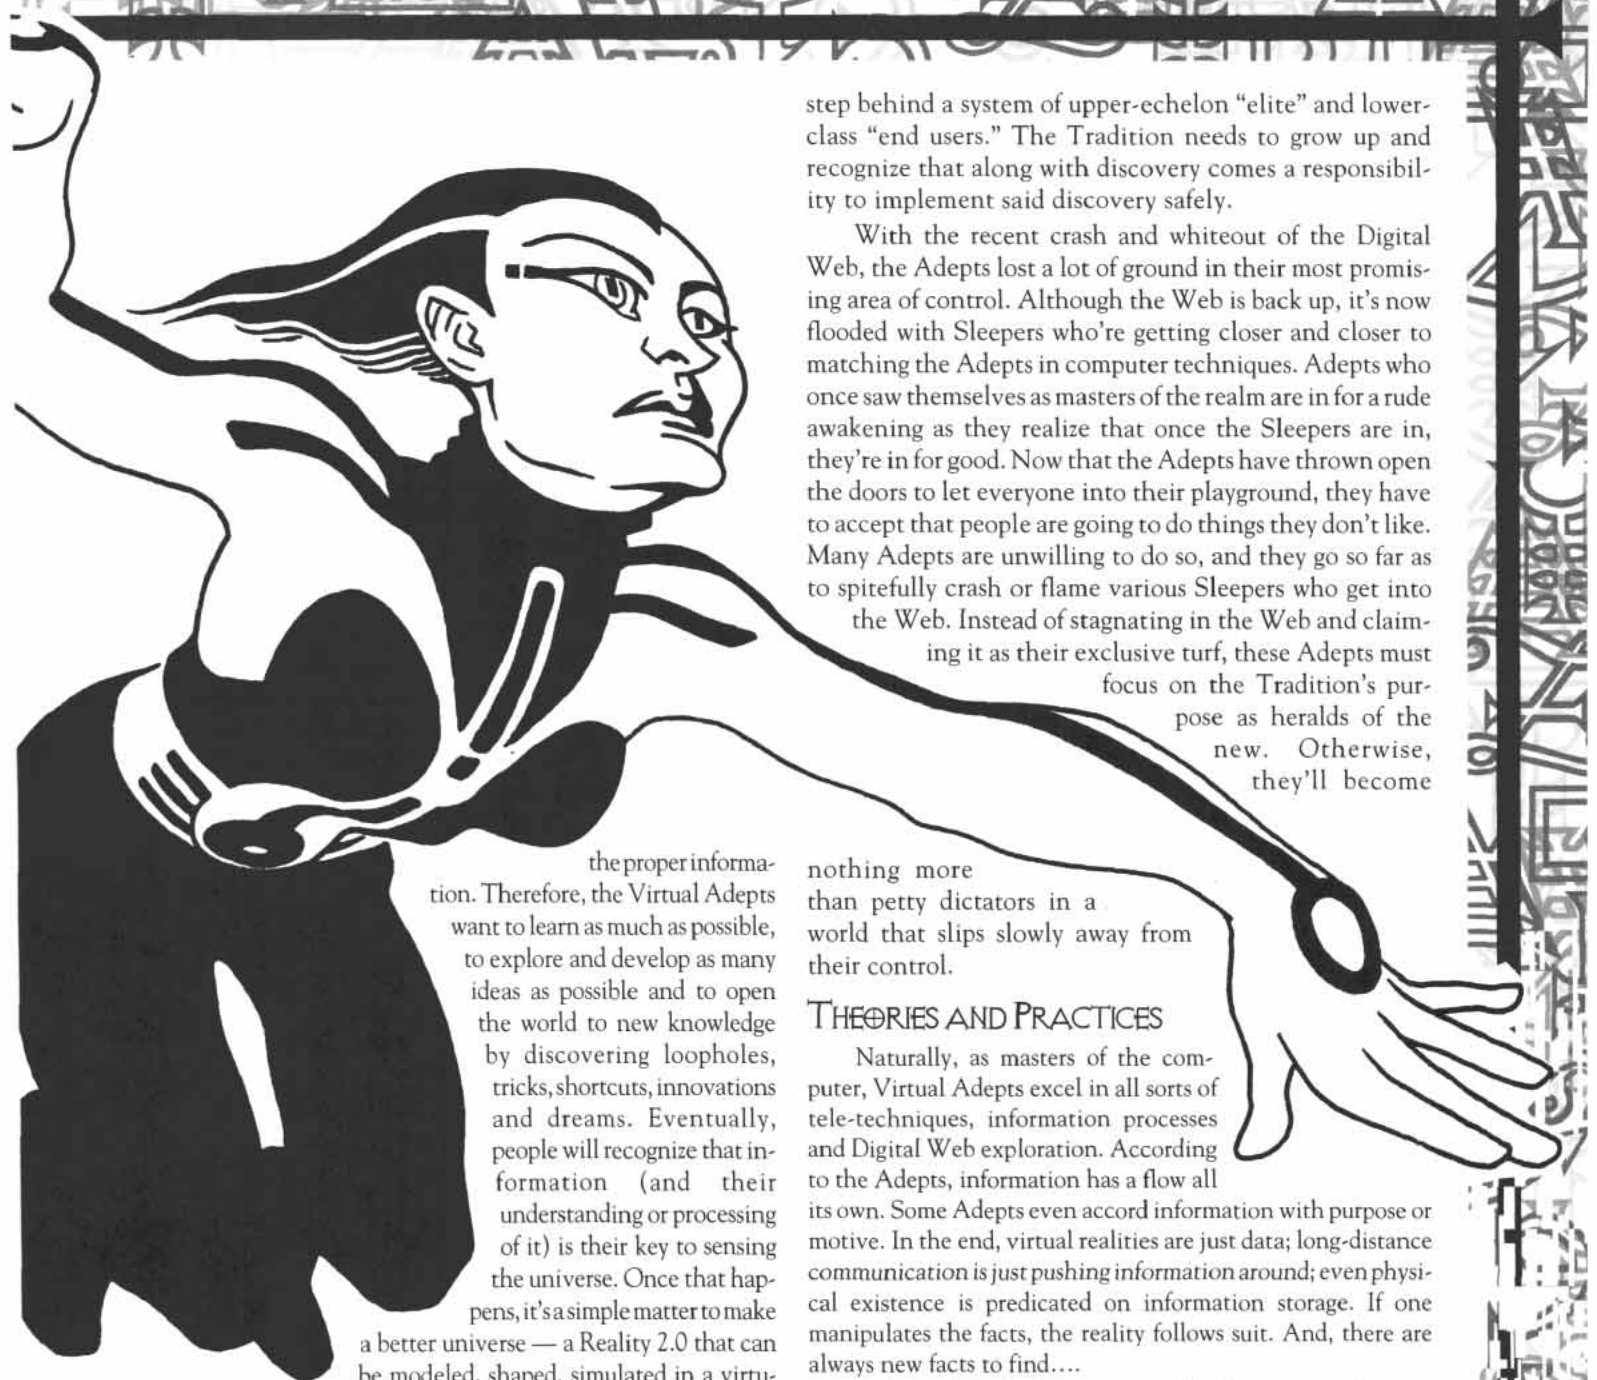 the proper informa-
tion. Therefore, the Virtual Adepts
want to learn as much as possible,
to explore and develop as many
ideas as possible and to open
the world to new knowledge
by discovering loopholes,
tricks, shortcuts, innovations
and dreams. Eventually,
people will recognize that in-
formation (and their
understanding or processing
of it) is their key to sensing
the universe. Once that hap-
pens, it's a simple matter to make
a better universe — a Reality 2.0 that can
be modeled, shaped, simulated in a virtu-
step behind a system of upper-echelon “elite” and lower-
class “end users.” The Tradition needs to grow up and
recognize that along with discovery comes a responsibil-
ity to implement said discovery safely.
With the recent crash and whiteout of the Digital
Web, the Adepts lost a lot of ground in their most promis-
ing area of control. Although the Web is back up, it's now
flooded with Sleepers who're getting closer and closer to
matching the Adepts in computer techniques. Adepts who
once saw themselves as masters of the realm are in for a rude
awakening as they realize that once the Sleepers are in,
they're in for good. Now that the Adepts have thrown open
the doors to let everyone into their playground, they have
to accept that people are going to do things they don't like.
Many Adepts are unwilling to do so, and they go so far as
to spitefully crash or flame various Sleepers who get into
the Web. Instead of stagnating in the Web and claim-
ing it as their exclusive turf, these Adepts must
focus on the Tradition's pur-
pose as heralds of the
new. Otherwise,
they'll become
nothing more
than petty dictators in a
world that slips slowly away from
their control.
THEORIES AND PRACTICES
Naturally, as masters of the com-
puter, Virtual Adepts excel in all sorts of
tele-techniques, information processes
and Digital Web exploration. According
to the Adepts, information has a flow all
its own. Some Adepts even accord information with purpose or
motive. In the end, virtual realities are just data; long-distance
communication is just pushing information around; even physi-
cal existence is predicated on information storage. If one
manipulates the facts, the reality follows suit. And, there are
always new facts to find....